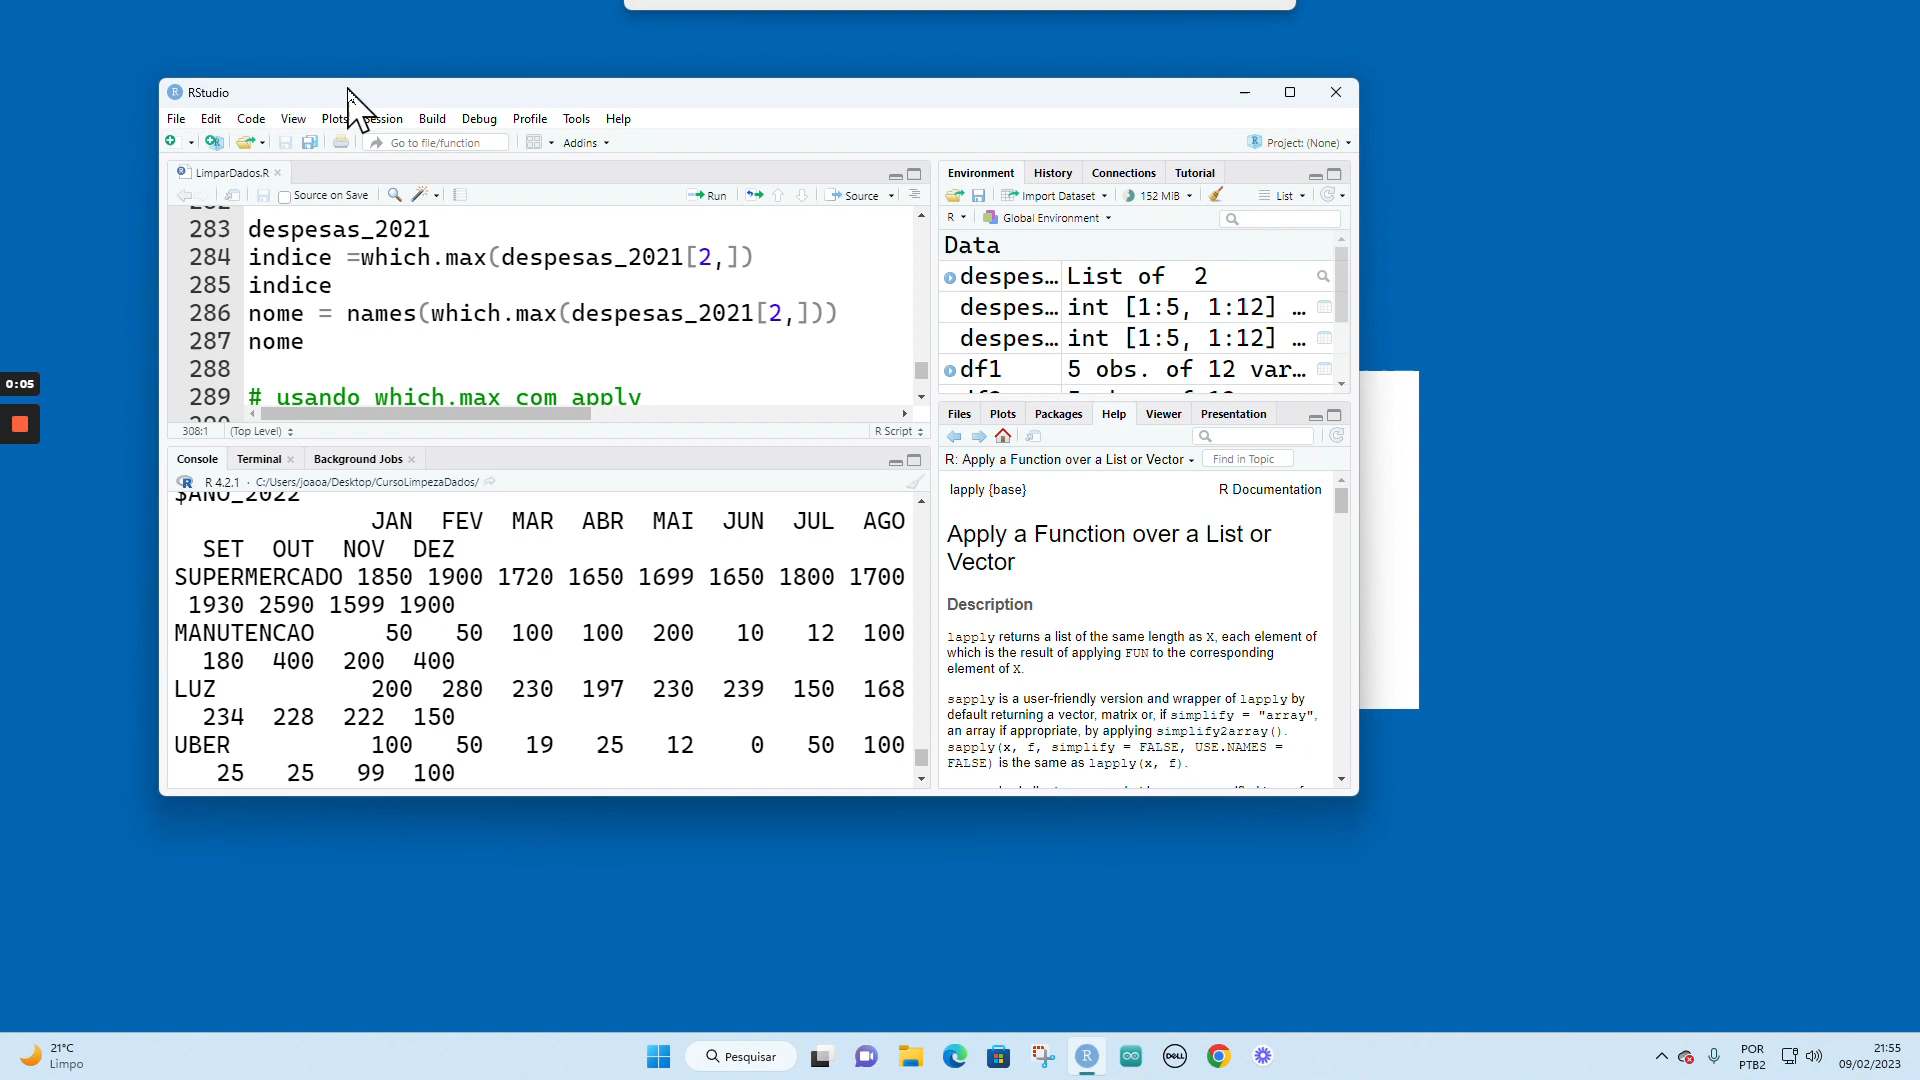 RStudio
File Edit Code View Plots Session Build Debug Profile Tools Help
Go to file/function Addins Project: (None)
LimparDados.R
Source on Save Run Source
283 despesas_2021
284 indice =which.max(despesas_2021[2,])
285 indice
286 nome = names(which.max(despesas_2021[2,]))
287 nome
288
289 # usando which.max com apply
308:1 (Top Level) R Script
Console Terminal Background Jobs
R 4.2.1 · C:/Users/joaoa/Desktop/CursoLimpezaDados/
$ANO_2022
JAN FEV MAR ABR MAI JUN JUL AGO
SET OUT NOV DEZ
SUPERMERCADO 1850 1900 1720 1650 1699 1650 1800 1700
1930 2590 1599 1900
MANUTENCAO 50 50 100 100 200 10 12 100
180 400 200 400
LUZ 200 280 230 197 230 239 150 168
234 228 222 150
UBER 100 50 19 25 12 0 50 100
25 25 99 100
Environment History Connections Tutorial
Import Dataset 152 MiB List
R Global Environment
Data
despes… List of 2
despes… int [1:5, 1:12] …
despes… int [1:5, 1:12] …
df1 5 obs. of 12 var…
Files Plots Packages Help Viewer Presentation
R: Apply a Function over a List or Vector Find in Topic
lapply {base} R Documentation
Apply a Function over a List or
Vector
Description
lapply returns a list of the same length as X, each element of
which is the result of applying FUN to the corresponding
element of X.
sapply is a user-friendly version and wrapper of lapply by
default returning a vector, matrix or, if simplify = "array",
an array if appropriate, by applying simplify2array().
sapply(x, f, simplify = FALSE, USE.NAMES =
FALSE) is the same as lapply(x, f).
0:05
21°C
Limpo
Pesquisar
DELL
POR
PTB2
21:55
09/02/2023